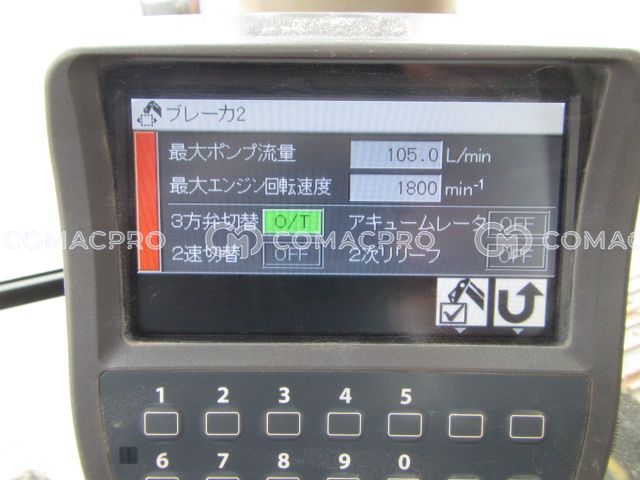 ブレーカ2
最大ポンプ流量 105.0 L/min
最大エンジン回転速度 1800 min⁻¹
3方弁切替 O/T アキュームレータ OFF
COMACPRO COMACPRO COMACPRO
2速切替 OFF 2次リリーフ OFF
1 2 3 4 5
6 7 8 9 0